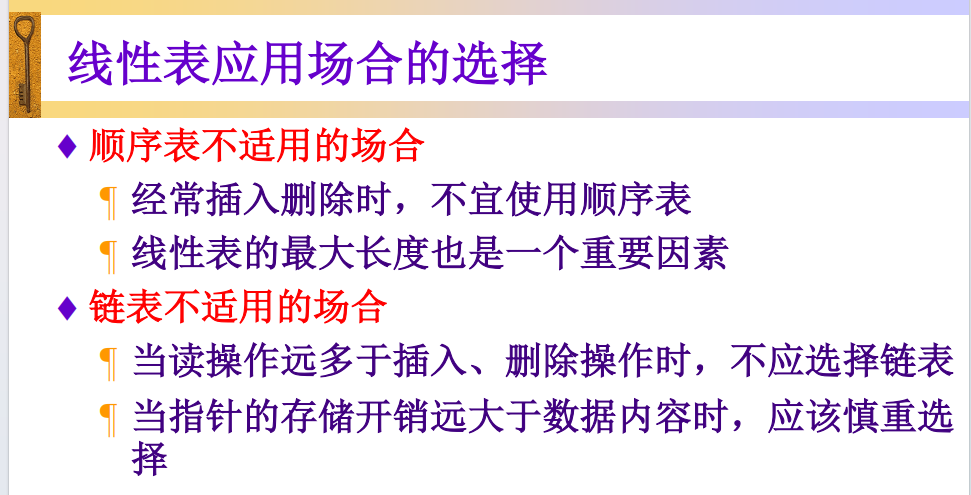 线性表应用场合的选择
顺序表不适用的场合
经常插入删除时，不宜使用顺序表
线性表的最大长度也是一个重要因素
链表不适用的场合
当读操作远多于插入、删除操作时，不应选择链表
当指针的存储开销远大于数据内容时，应该慎重选
择